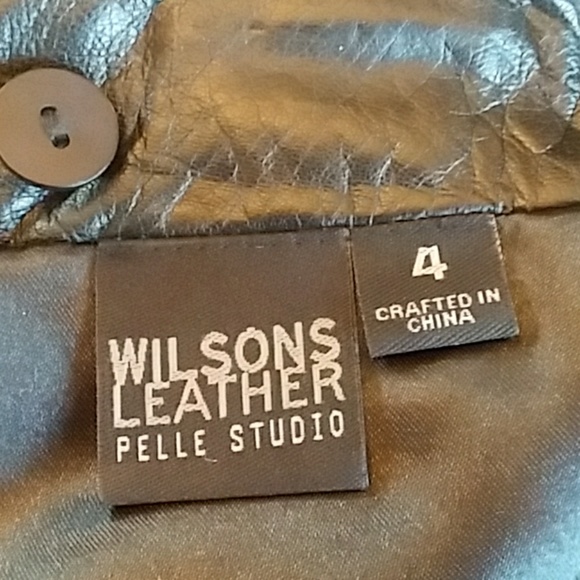 WILSONS
LEATHER
PELLE STUDIO
4
CRAFTED IN
CHINA